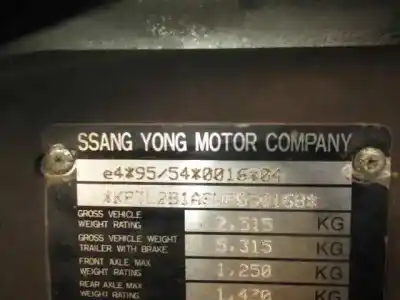 SSANG YONG MOTOR COMPANY
e4*95/54*0016*04
GROSS VEHICLE
WEIGHT RATING 2,315 KG
GROSS VEHICLE WEIGHT
TRAILER WITH BRAKE 5,315 KG
FRONT AXLE MAX
WEIGHT RATING 1,250 KG
REAR AXLE MAX
WEIGHT RATING 1,470 KG